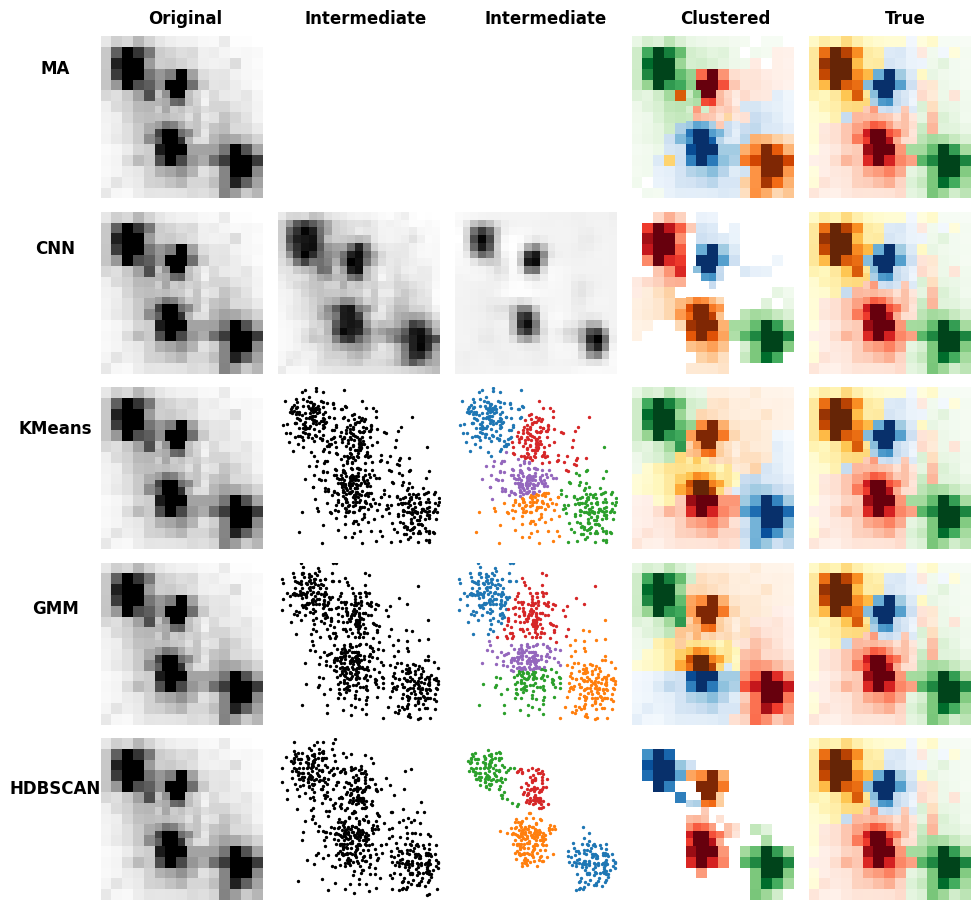 Original Intermediate Intermediate Clustered True
MA
CNN
KMeans
GMM
HDBSCAN